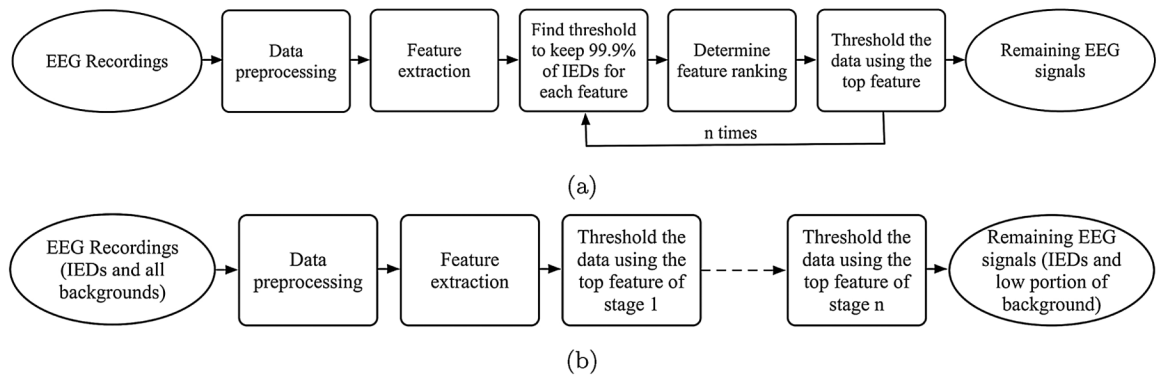 EEG Recordings
Data
preprocessing
Feature
extraction
Find threshold
to keep 99.9%
of IEDs for
each feature
Determine
feature ranking
Threshold the
data using the
top feature
Remaining EEG
signals
n times
(a)
EEG Recordings
(IEDs and all
backgrounds)
Data
preprocessing
Feature
extraction
Threshold the
data using the
top feature of
stage 1
Threshold the
data using the
top feature of
stage n
Remaining EEG
signals (IEDs and
low portion of
background)
(b)